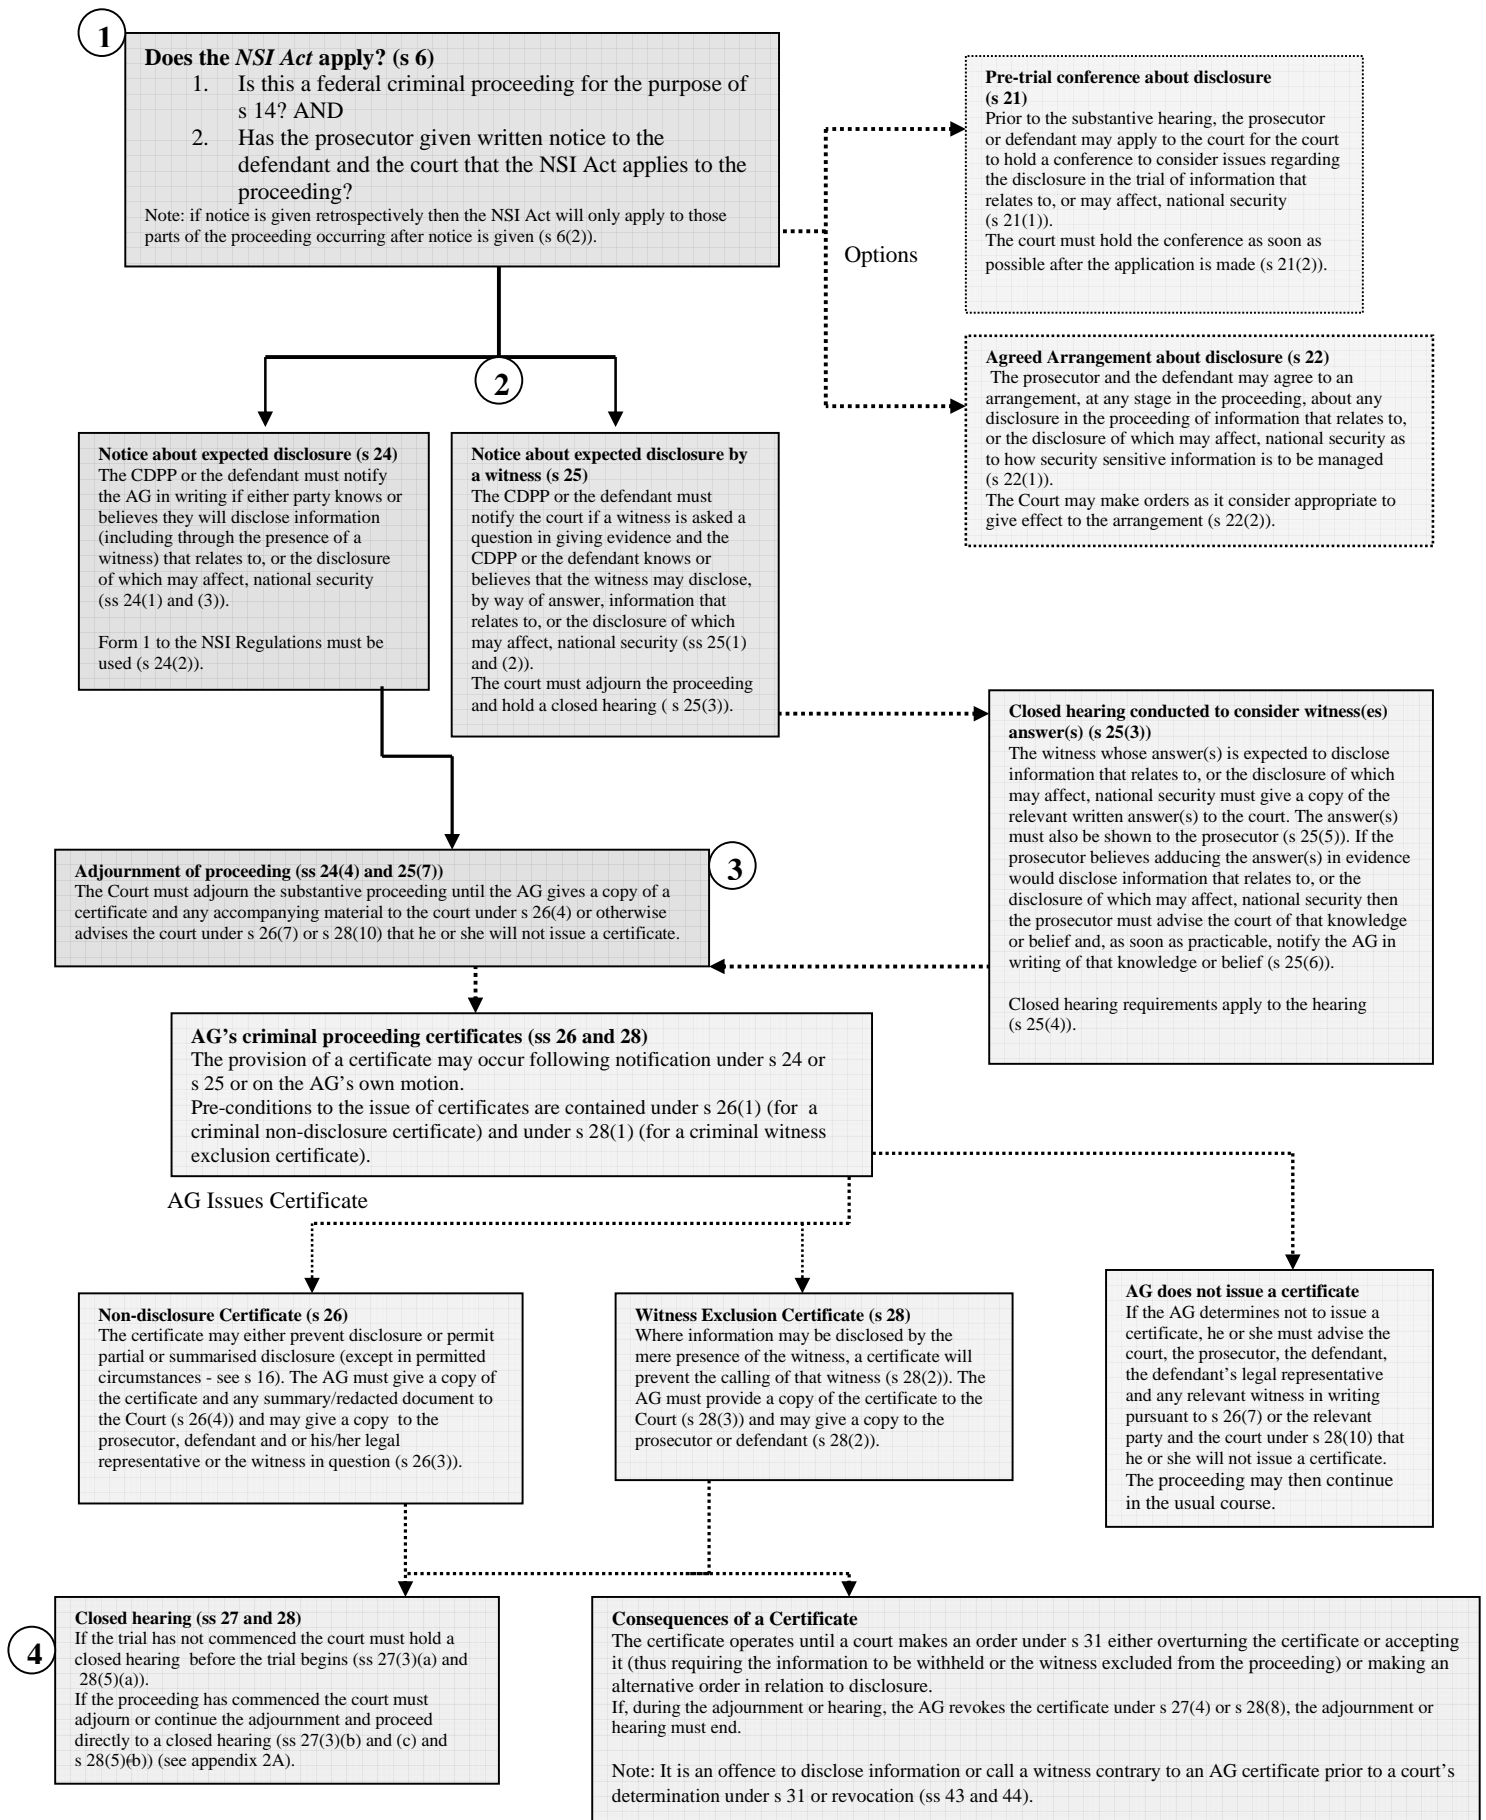 1
Does the NSI Act apply? (s 6)
1. Is this a federal criminal proceeding for the purpose of
s 14? AND
2. Has the prosecutor given written notice to the
defendant and the court that the NSI Act applies to the
proceeding?
Note: if notice is given retrospectively then the NSI Act will only apply to those
parts of the proceeding occurring after notice is given (s 6(2)).
Options
Pre-trial conference about disclosure
(s 21)
Prior to the substantive hearing, the prosecutor
or defendant may apply to the court for the court
to hold a conference to consider issues regarding
the disclosure in the trial of information that
relates to, or may affect, national security
(s 21(1)).
The court must hold the conference as soon as
possible after the application is made (s 21(2)).
Agreed Arrangement about disclosure (s 22)
The prosecutor and the defendant may agree to an
arrangement, at any stage in the proceeding, about any
disclosure in the proceeding of information that relates to,
or the disclosure of which may affect, national security as
to how security sensitive information is to be managed
(s 22(1)).
The Court may make orders as it consider appropriate to
give effect to the arrangement (s 22(2)).
2
Notice about expected disclosure (s 24)
The CDPP or the defendant must notify
the AG in writing if either party knows or
believes they will disclose information
(including through the presence of a
witness) that relates to, or the disclosure
of which may affect, national security
(ss 24(1) and (3)).
Form 1 to the NSI Regulations must be
used (s 24(2)).
Notice about expected disclosure by
a witness (s 25)
The CDPP or the defendant must
notify the court if a witness is asked a
question in giving evidence and the
CDPP or the defendant knows or
believes that the witness may disclose,
by way of answer, information that
relates to, or the disclosure of which
may affect, national security (ss 25(1)
and (2)).
The court must adjourn the proceeding
and hold a closed hearing ( s 25(3)).
Closed hearing conducted to consider witness(es)
answer(s) (s 25(3))
The witness whose answer(s) is expected to disclose
information that relates to, or the disclosure of which
may affect, national security must give a copy of the
relevant written answer(s) to the court. The answer(s)
must also be shown to the prosecutor (s 25(5)). If the
prosecutor believes adducing the answer(s) in evidence
would disclose information that relates to, or the
disclosure of which may affect, national security then
the prosecutor must advise the court of that knowledge
or belief and, as soon as practicable, notify the AG in
writing of that knowledge or belief (s 25(6)).
Closed hearing requirements apply to the hearing
(s 25(4)).
3
Adjournment of proceeding (ss 24(4) and 25(7))
The Court must adjourn the substantive proceeding until the AG gives a copy of a
certificate and any accompanying material to the court under s 26(4) or otherwise
advises the court under s 26(7) or s 28(10) that he or she will not issue a certificate.
AG's criminal proceeding certificates (ss 26 and 28)
The provision of a certificate may occur following notification under s 24 or
s 25 or on the AG's own motion.
Pre-conditions to the issue of certificates are contained under s 26(1) (for a
criminal non-disclosure certificate) and under s 28(1) (for a criminal witness
exclusion certificate).
AG Issues Certificate
Non-disclosure Certificate (s 26)
The certificate may either prevent disclosure or permit
partial or summarised disclosure (except in permitted
circumstances - see s 16). The AG must give a copy of
the certificate and any summary/redacted document to
the Court (s 26(4)) and may give a copy to the
prosecutor, defendant and or his/her legal
representative or the witness in question (s 26(3)).
Witness Exclusion Certificate (s 28)
Where information may be disclosed by the
mere presence of the witness, a certificate will
prevent the calling of that witness (s 28(2)). The
AG must provide a copy of the certificate to the
Court (s 28(3)) and may give a copy to the
prosecutor or defendant (s 28(2)).
AG does not issue a certificate
If the AG determines not to issue a
certificate, he or she must advise the
court, the prosecutor, the defendant,
the defendant's legal representative
and any relevant witness in writing
pursuant to s 26(7) or the relevant
party and the court under s 28(10) that
he or she will not issue a certificate.
The proceeding may then continue
in the usual course.
4
Closed hearing (ss 27 and 28)
If the trial has not commenced the court must hold a
closed hearing before the trial begins (ss 27(3)(a) and
28(5)(a)).
If the proceeding has commenced the court must
adjourn or continue the adjournment and proceed
directly to a closed hearing (ss 27(3)(b) and (c) and
s 28(5)(b)) (see appendix 2A).
Consequences of a Certificate
The certificate operates until a court makes an order under s 31 either overturning the certificate or accepting
it (thus requiring the information to be withheld or the witness excluded from the proceeding) or making an
alternative order in relation to disclosure.
If, during the adjournment or hearing, the AG revokes the certificate under s 27(4) or s 28(8), the adjournment or
hearing must end.
Note: It is an offence to disclose information or call a witness contrary to an AG certificate prior to a court's
determination under s 31 or revocation (ss 43 and 44).